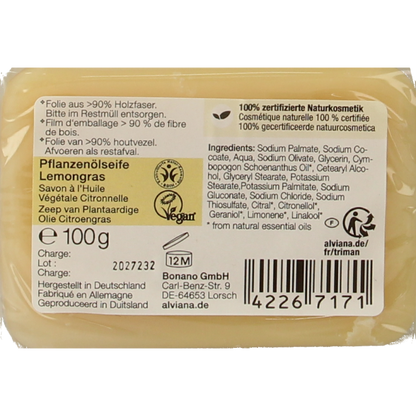 *Folie aus >90% Holzfaser.
Bitte im Restmüll entsorgen.
*Film d'emballage > 90 % de fibre
de bois.
*Folie van >90% houtvezel.
Afvoeren als restafval.
Pflanzenölseife
Lemongras
Savon à l'Huile
Végétale Citronnelle
Zeep van Plantaardige
Olie Citroengras
Vegan
e 100g
Charge:
Lot :
Charge:
2027232
12M
Hergestellt in Deutschland
Fabriqué en Allemagne
Geproduceerd in Duitsland
Bonano GmbH
Carl-Benz-Str. 9
DE-64653 Lorsch
alviana.de
100% zertifizierte Naturkosmetik
Cosmétique naturelle 100 % certifiée
100% gecertificeerde natuurcosmetica
Ingredients: Sodium Palmate, Sodium Co-
coate, Aqua, Sodium Olivate, Glycerin, Cym-
bopogon Schoenanthus Oil*, Cetearyl Alco-
hol, Glyceryl Stearate, Potassium
Stearate,Potassium Palmitate, Sodium
Gluconate, Sodium Chloride, Sodium
Thiosulfate, Citral*, Citronellol*,
Geraniol*, Limonene*, Linalool*
* from natural essential oils
alviana.de/
fr/triman
42267171